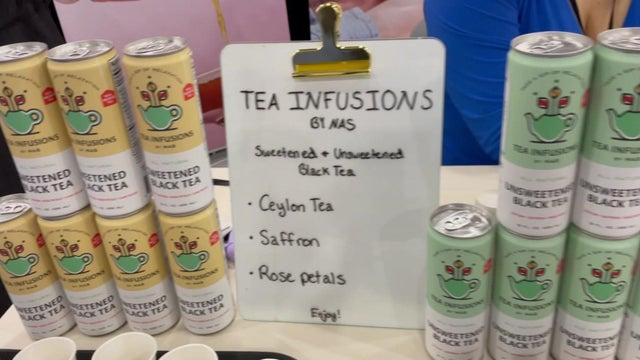 TEA INFUSIONS
BY NAS
Sweetened + Unsweetened
Black Tea
• Ceylon Tea
• Saffron
• Rose petals
Enjoy!
TEA INFUSIONS
BY NAS
SWEETENED
BLACK TEA
TEA INFUSIONS
BY NAS
UNSWEETENED
BLACK TEA